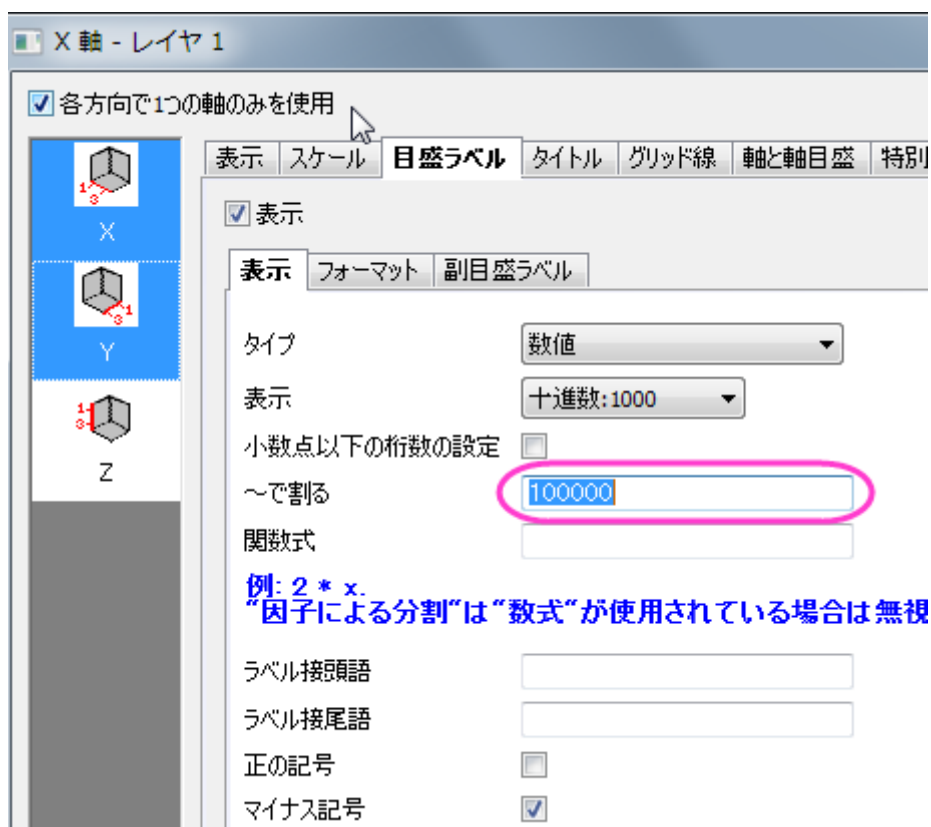 X 軸 - レイヤ 1
各方向で1つの軸のみを使用
表示 スケール 目盛ラベル タイトル グリッド線 軸と軸目盛 特別
1
3
X
表示
表示 フォーマット 副目盛ラベル
1
3
Y
タイプ 数値
表示 十進数:1000
1
3
Z
小数点以下の桁数の設定
～で割る 100000
関数式
例: 2 * x.
"因子による分割"は"数式"が使用されている場合は無視
ラベル接頭語
ラベル接尾語
正の記号
マイナス記号